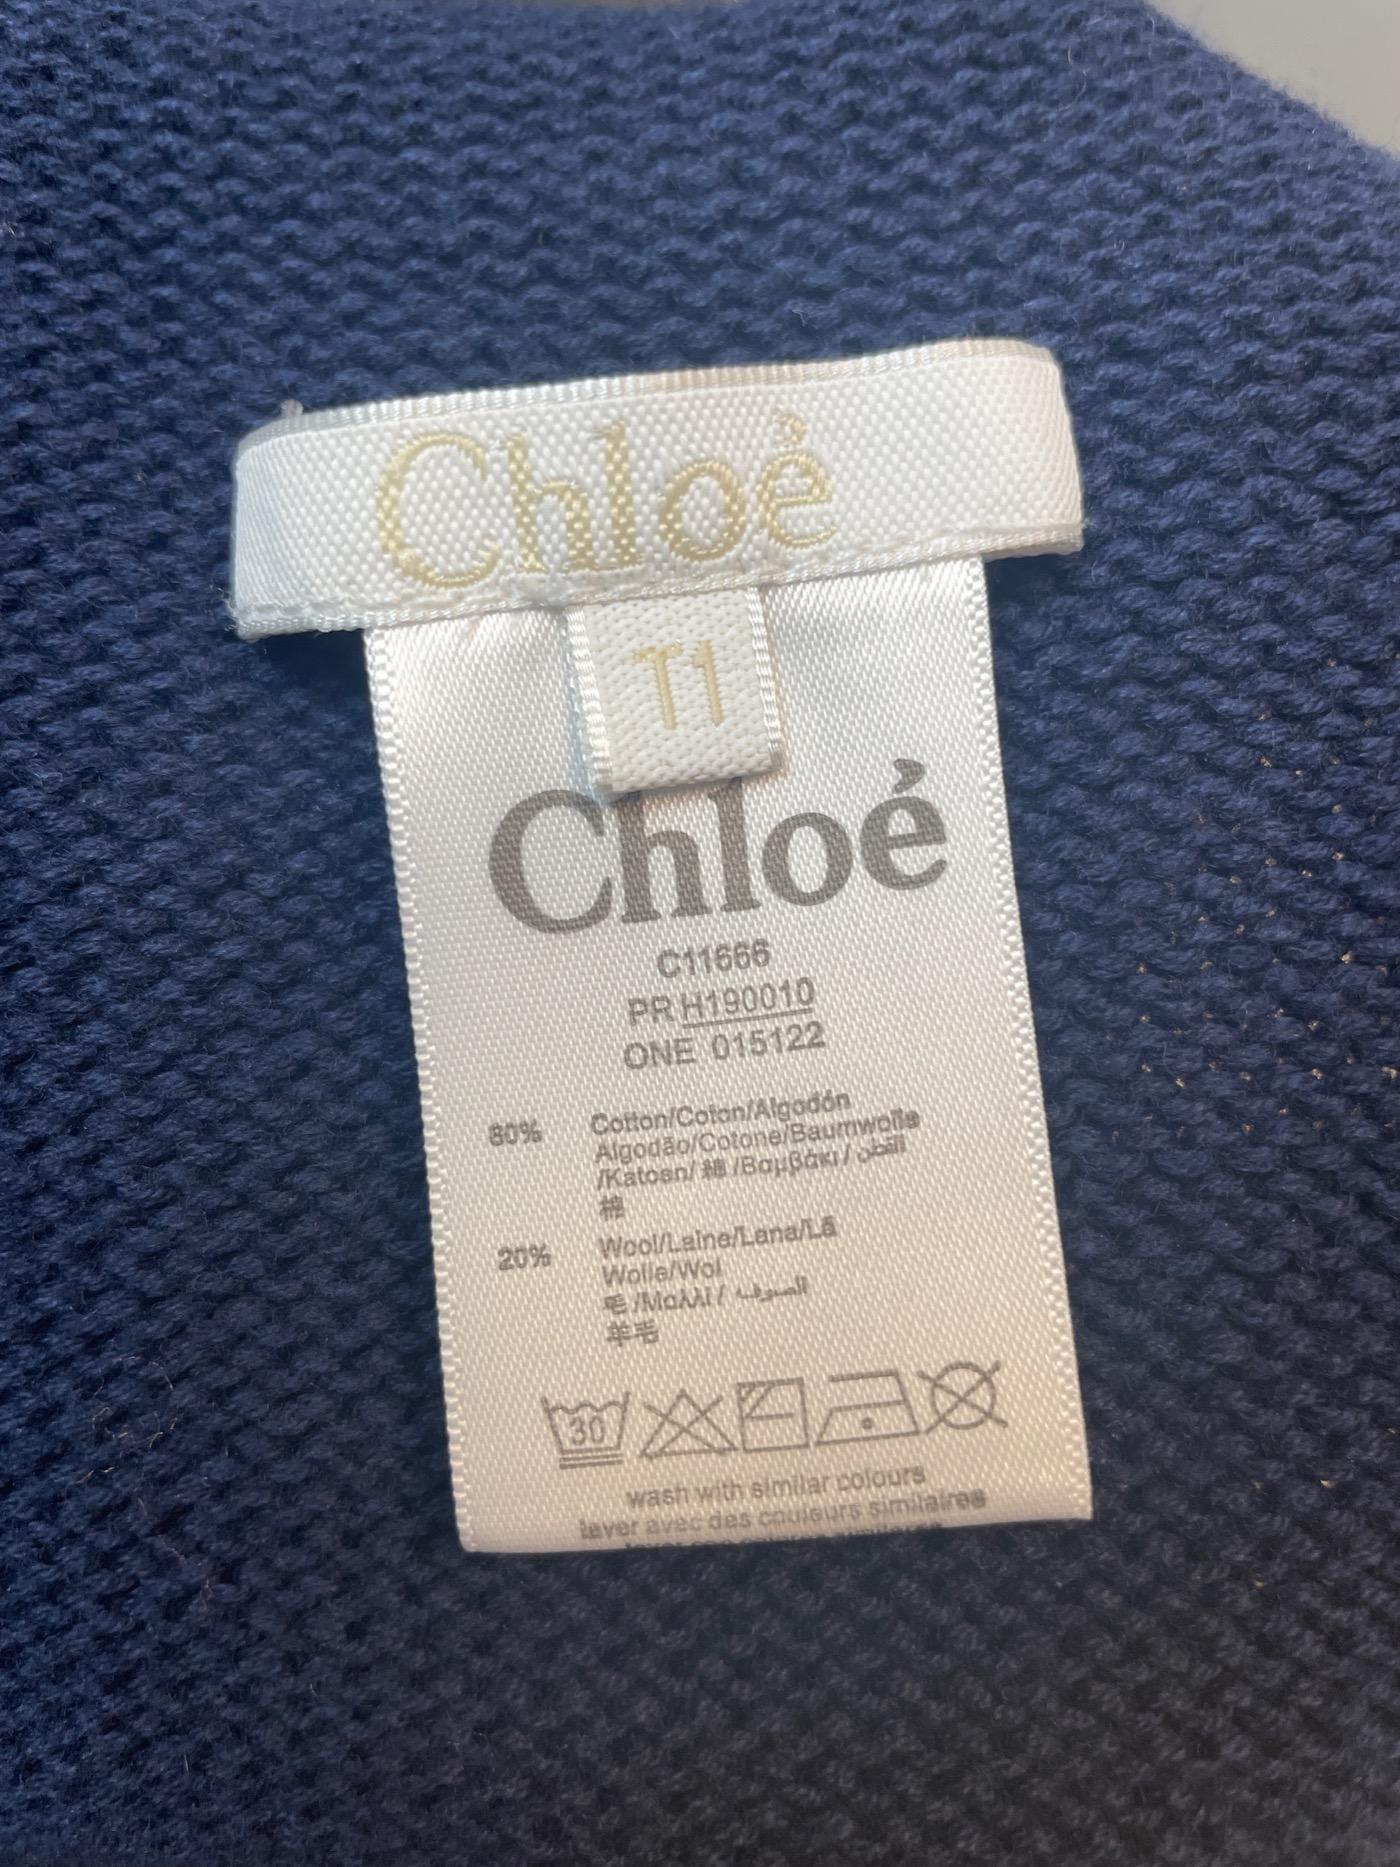 Chloé
T1
Chloé
C11666
PR H190010
ONE 015122
80% Cotton/Coton/Algodón
Algodão/Cotone/Baumwolle
/Katoen/ 綿 /Βαμβάκι / القطن
棉
20% Wool/Laine/Lana/Lã
Wolle/Wol
毛 /Μαλλί / الصوف
羊毛
30
wash with similar colours
laver avec des couleurs similaires